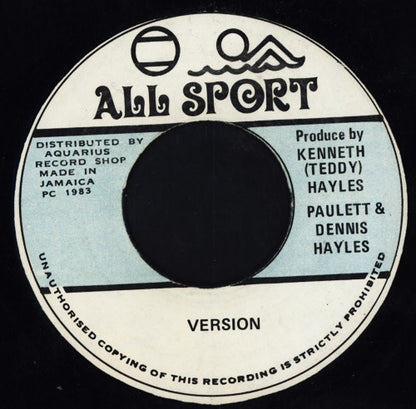 ALL SPORT
DISTRIBUTED BY
AQUARIUS
RECORD SHOP
MADE IN
JAMAICA
PC 1983
Produce by
KENNETH
(TEDDY)
HAYLES
PAULETT &
DENNIS
HAYLES
VERSION
UNAUTHORISED COPYING OF THIS RECORDING IS STRICTLY PROHIBITED